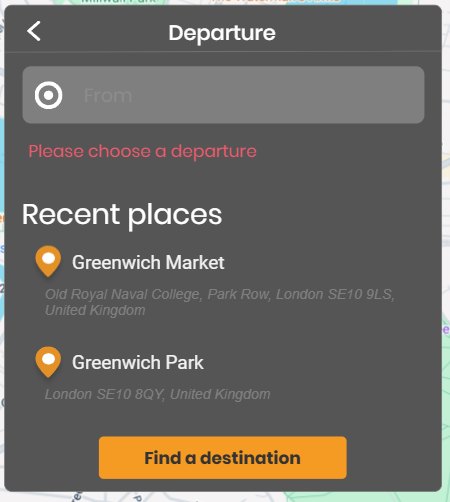 Departure
From
Please choose a departure
Recent places
Greenwich Market
Old Royal Naval College, Park Row, London SE10 9LS,
United Kingdom
Greenwich Park
London SE10 8QY, United Kingdom
Find a destination